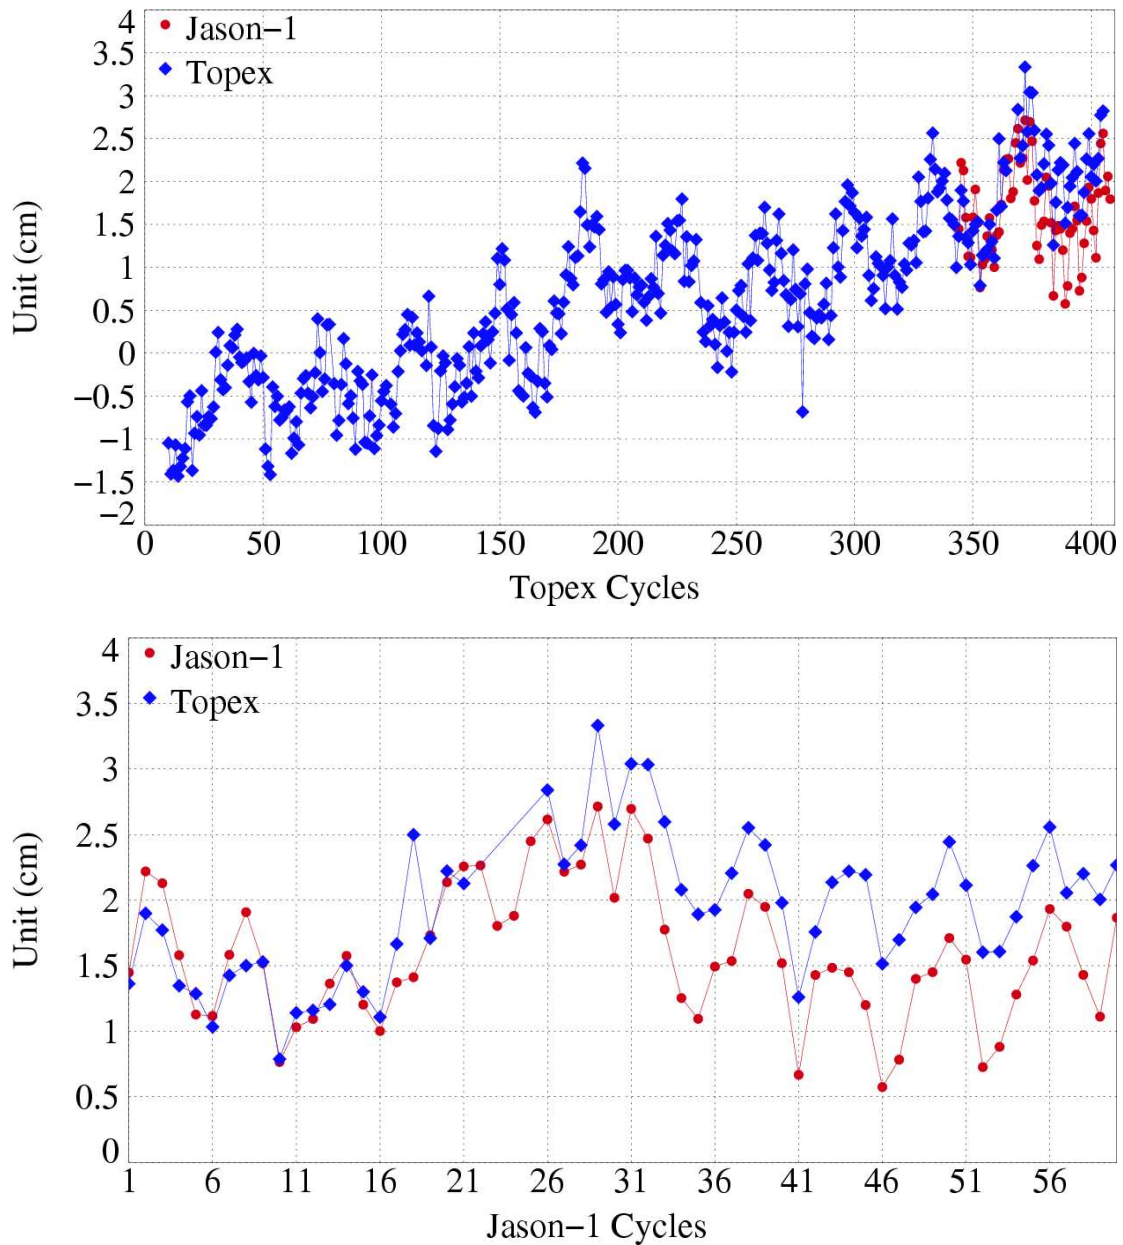 4
3.5
3
2.5
2
1.5
1
0.5
0
−0.5
−1
−1.5
−2
Unit (cm)
Jason−1
Topex
0 50 100 150 200 250 300 350 400
Topex Cycles
4
3.5
3
2.5
2
1.5
1
0.5
0
Unit (cm)
Jason−1
Topex
1 6 11 16 21 26 31 36 41 46 51 56
Jason−1 Cycles